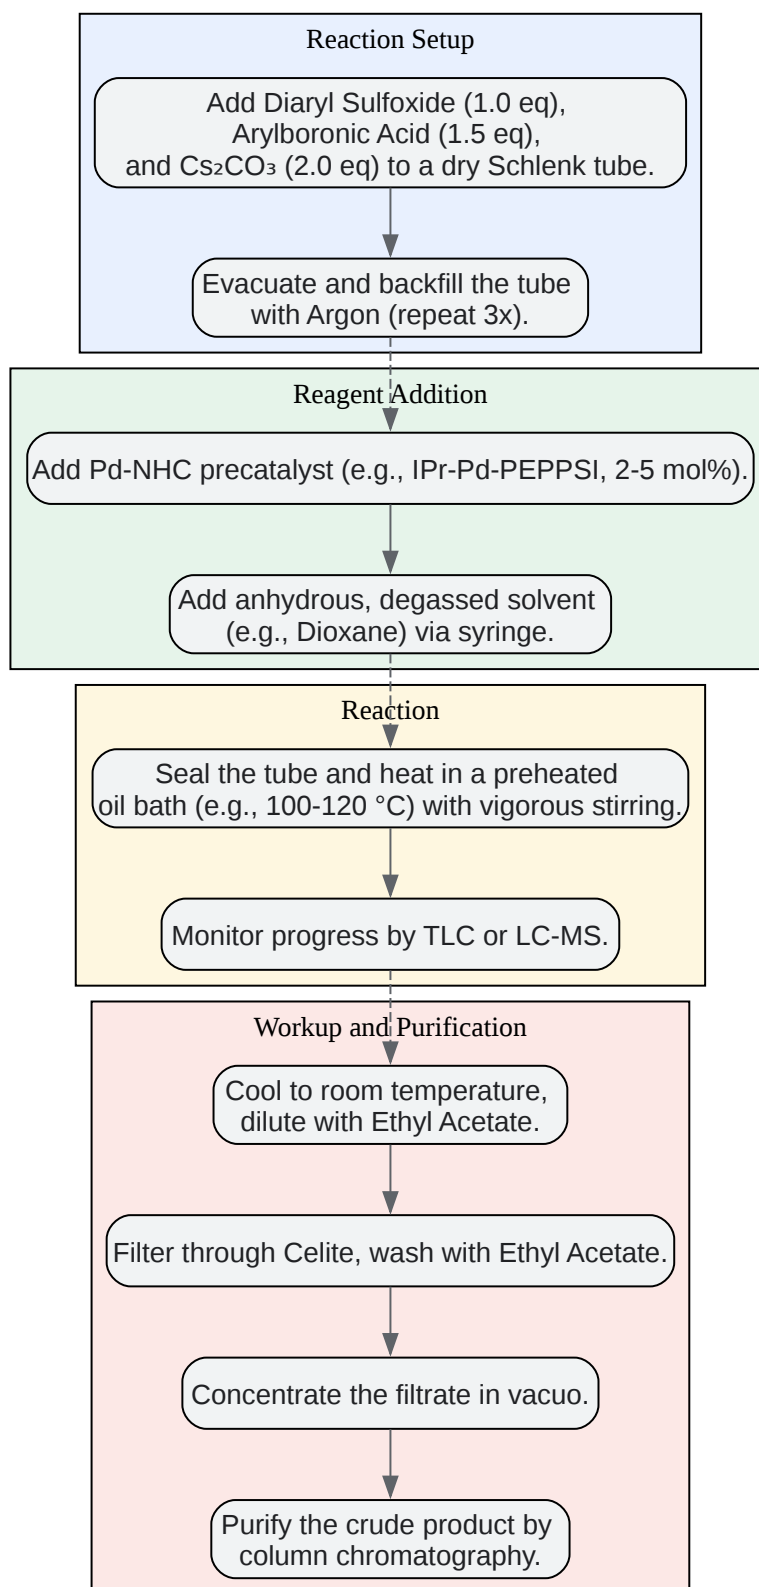 Reaction Setup
Add Diaryl Sulfoxide (1.0 eq),
Arylboronic Acid (1.5 eq),
and Cs₂CO₃ (2.0 eq) to a dry Schlenk tube.
Evacuate and backfill the tube
with Argon (repeat 3x).
Reagent Addition
Add Pd-NHC precatalyst (e.g., IPr-Pd-PEPPSI, 2-5 mol%).
Add anhydrous, degassed solvent
(e.g., Dioxane) via syringe.
Reaction
Seal the tube and heat in a preheated
oil bath (e.g., 100-120 °C) with vigorous stirring.
Monitor progress by TLC or LC-MS.
Workup and Purification
Cool to room temperature,
dilute with Ethyl Acetate.
Filter through Celite, wash with Ethyl Acetate.
Concentrate the filtrate in vacuo.
Purify the crude product by
column chromatography.